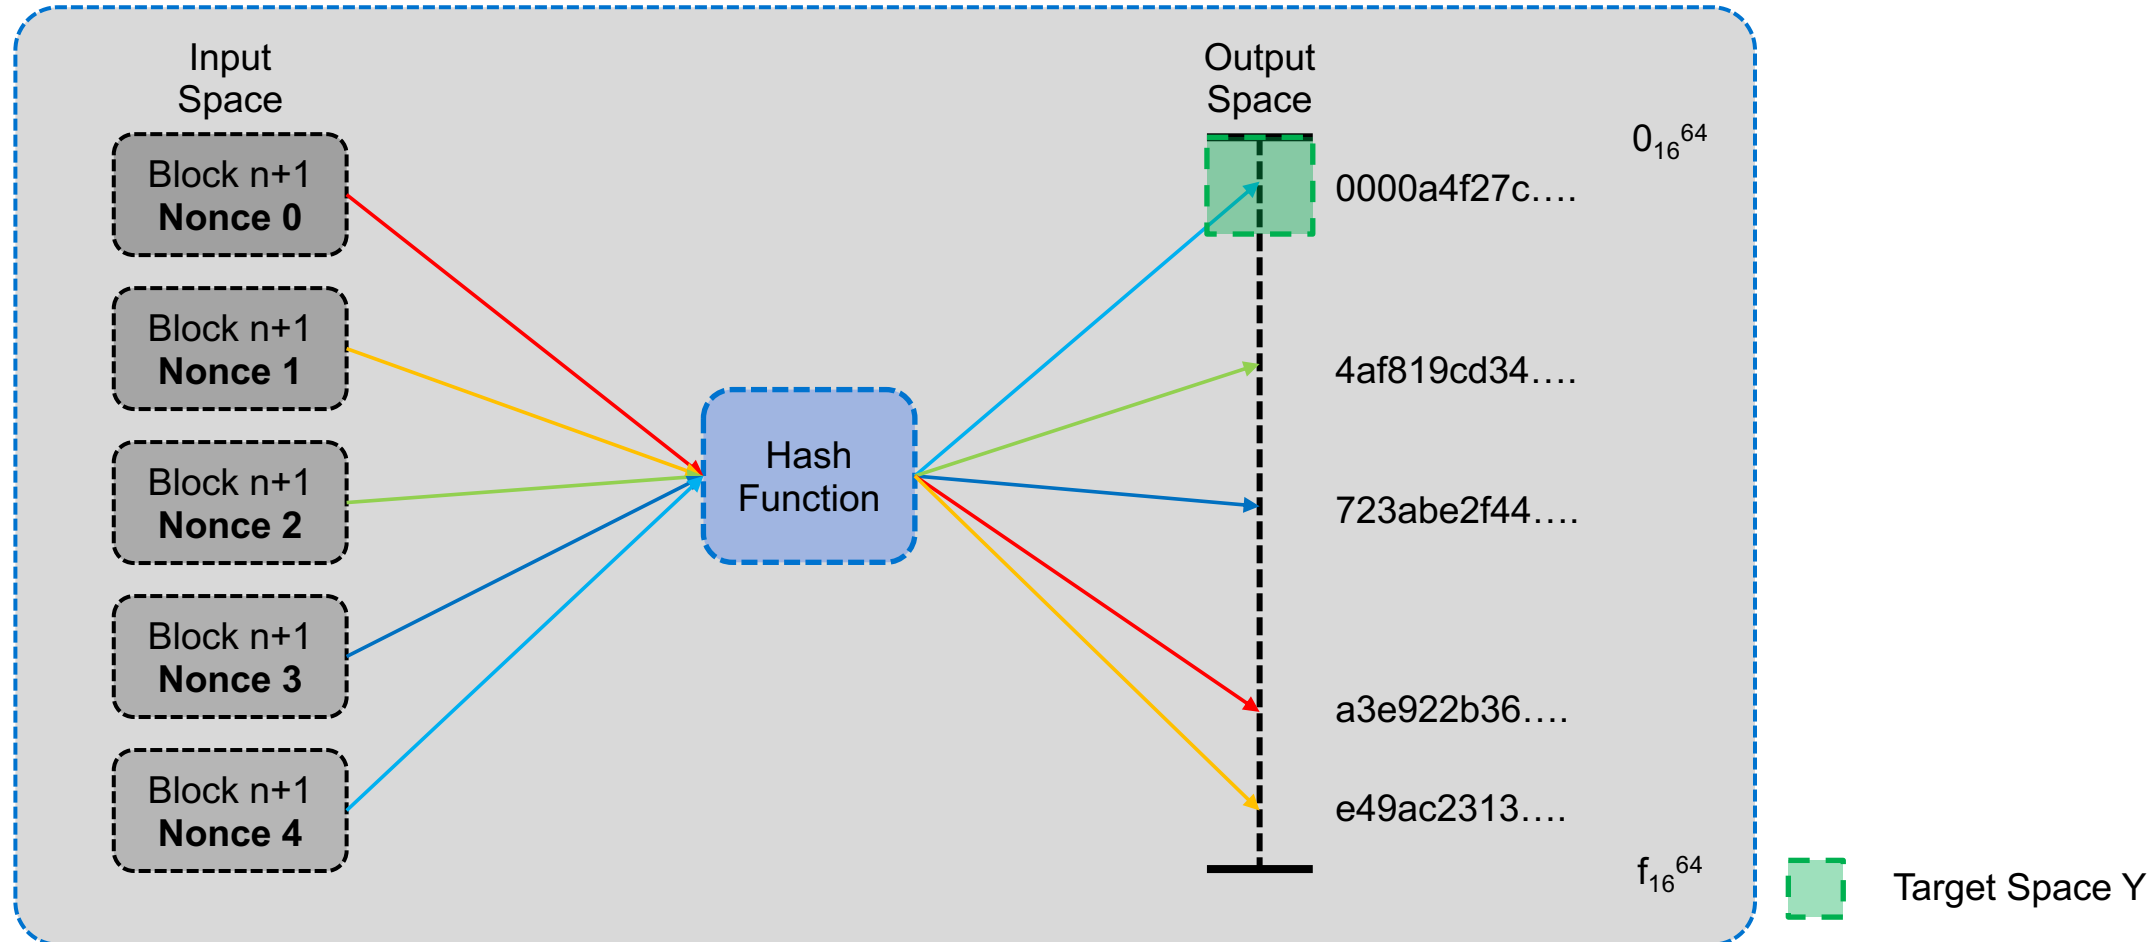 Input
Space
Block n+1
Nonce 0
Block n+1
Nonce 1
Block n+1
Nonce 2
Block n+1
Nonce 3
Block n+1
Nonce 4
Hash
Function
Output
Space
0₁₆⁶⁴
0000a4f27c….
4af819cd34….
723abe2f44….
a3e922b36….
e49ac2313….
f₁₆⁶⁴
Target Space Y